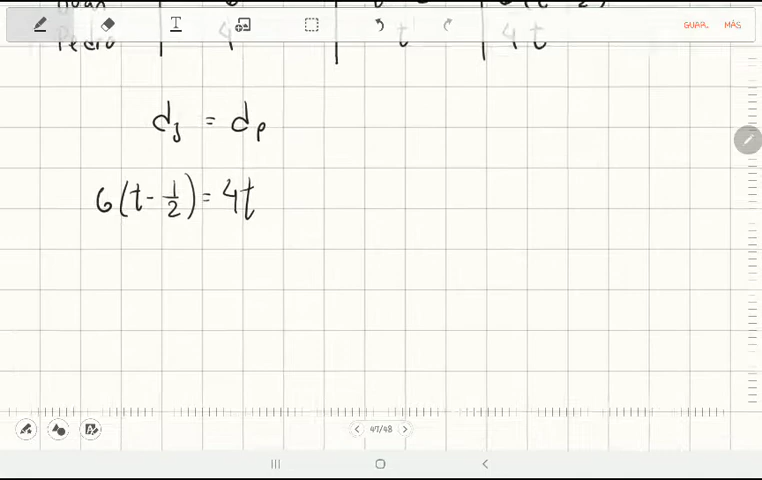 GUAR. MÁS
Pedro 4 t 4t
d_J = d_p
6(t - 1/2) = 4t
47/48